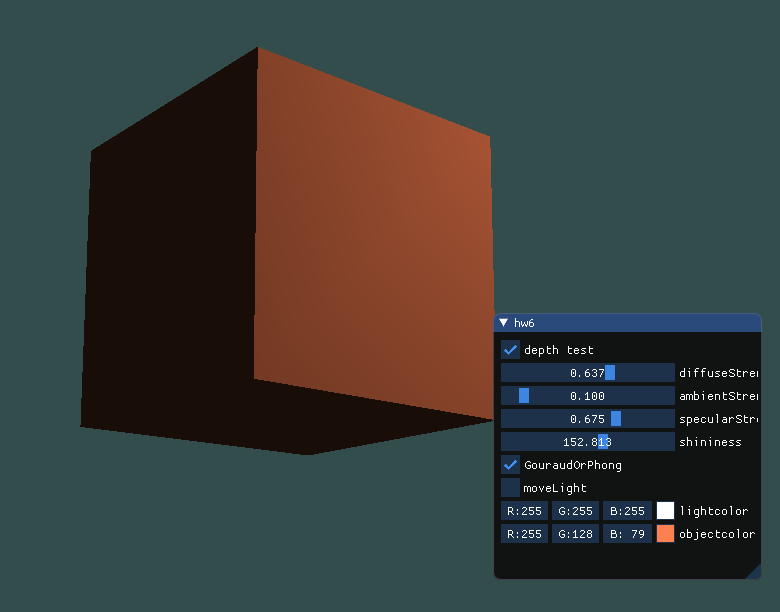 hw6
depth test
0.637 diffuseStre
0.100 ambientStre
0.675 specularStr
152.813 shininess
GouraudOrPhong
moveLight
R:255 G:255 B:255 lightcolor
R:255 G:128 B: 79 objectcolor